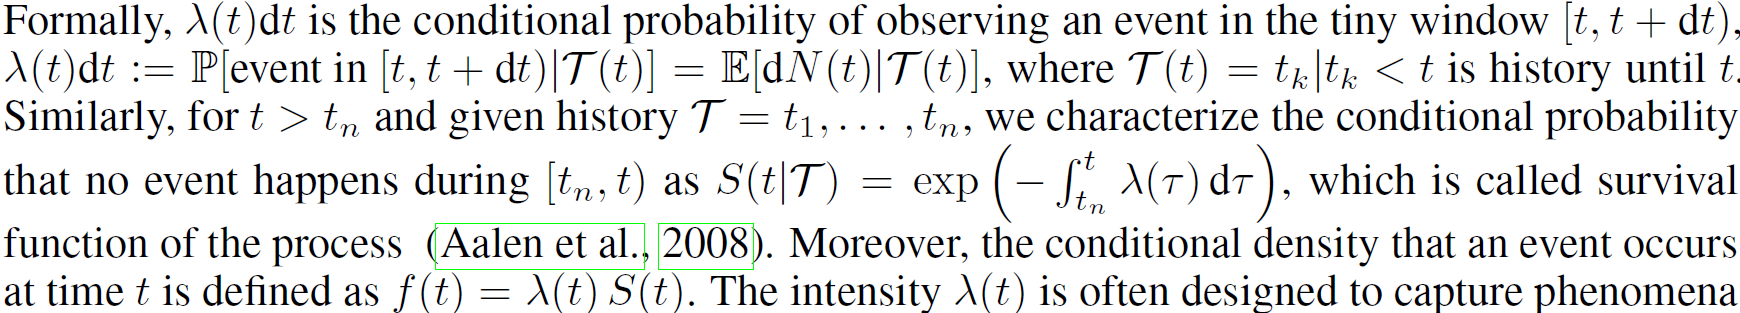 Formally, λ(t)dt is the conditional probability of observing an event in the tiny window [t, t + dt),
λ(t)dt := ℙ[event in [t, t + dt)|𝒯(t)] = 𝔼[dN(t)|𝒯(t)], where 𝒯(t) = t_k|t_k < t is history until t.
Similarly, for t > t_n and given history 𝒯 = t_1, . . . , t_n, we characterize the conditional probability
that no event happens during [t_n, t) as S(t|𝒯) = exp(−∫_{t_n}^{t} λ(τ) dτ), which is called survival
function of the process (Aalen et al., 2008). Moreover, the conditional density that an event occurs
at time t is defined as f(t) = λ(t) S(t). The intensity λ(t) is often designed to capture phenomena